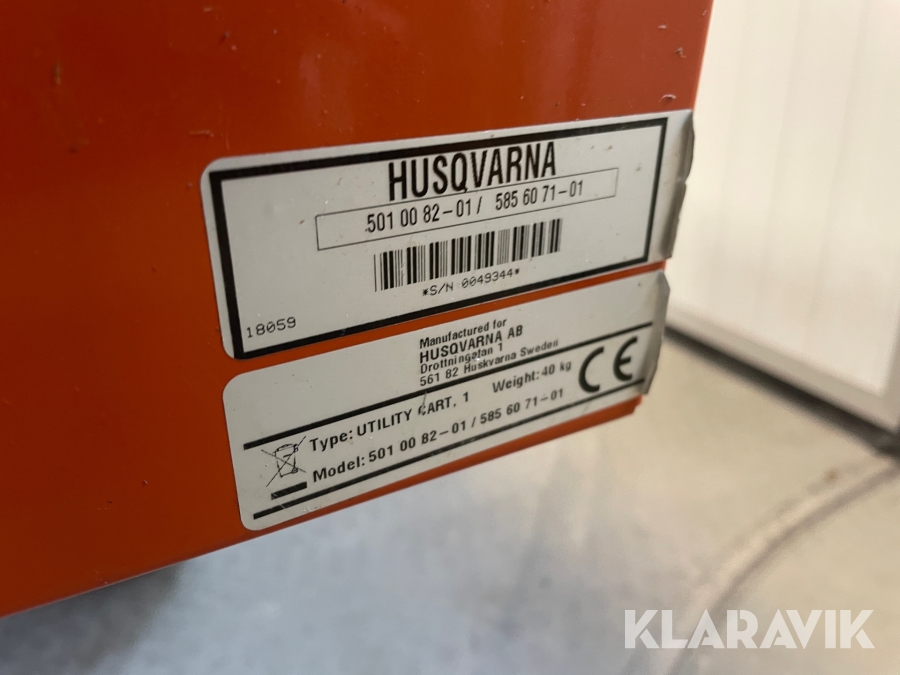 HUSQVARNA
501 00 82-01 / 585 60 71-01
*S/N 0049344*
18059
Manufactured for
HUSQVARNA AB
Drottninggatan 1
561 82 Huskvarna Sweden
Type: UTILITY CART. 1 Weight: 40 kg
CE
Model: 501 00 82-01 / 585 60 71-01
KLARAVIK